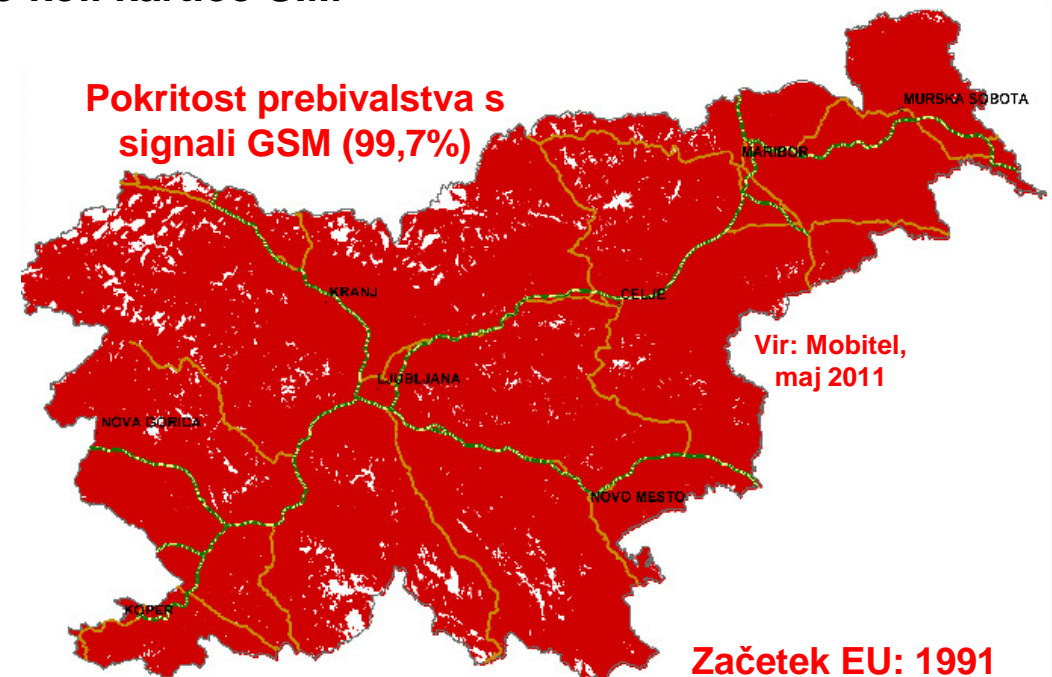 Pokritost prebivalstva s
signali GSM (99,7%)
MURSKA SOBOTA
MARIBOR
KRANJ
CELJE
Vir: Mobitel,
maj 2011
LJUBLJANA
NOVA GORICA
NOVO MESTO
KOPER
Začetek EU: 1991